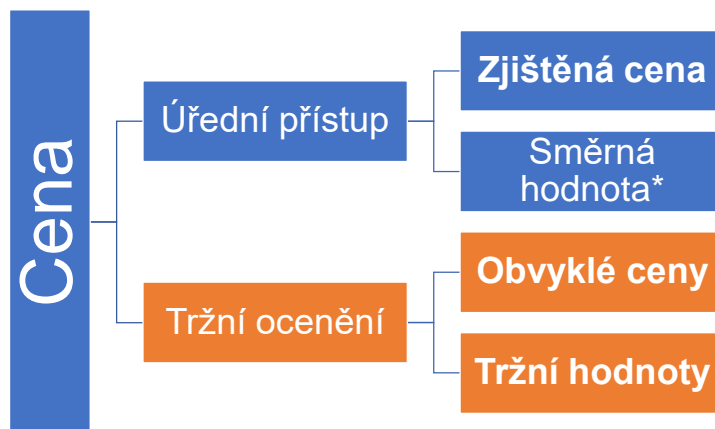 Cena
Úřední přístup
Zjištěná cena
Směrná
hodnota*
Tržní ocenění
Obvyklé ceny
Tržní hodnoty